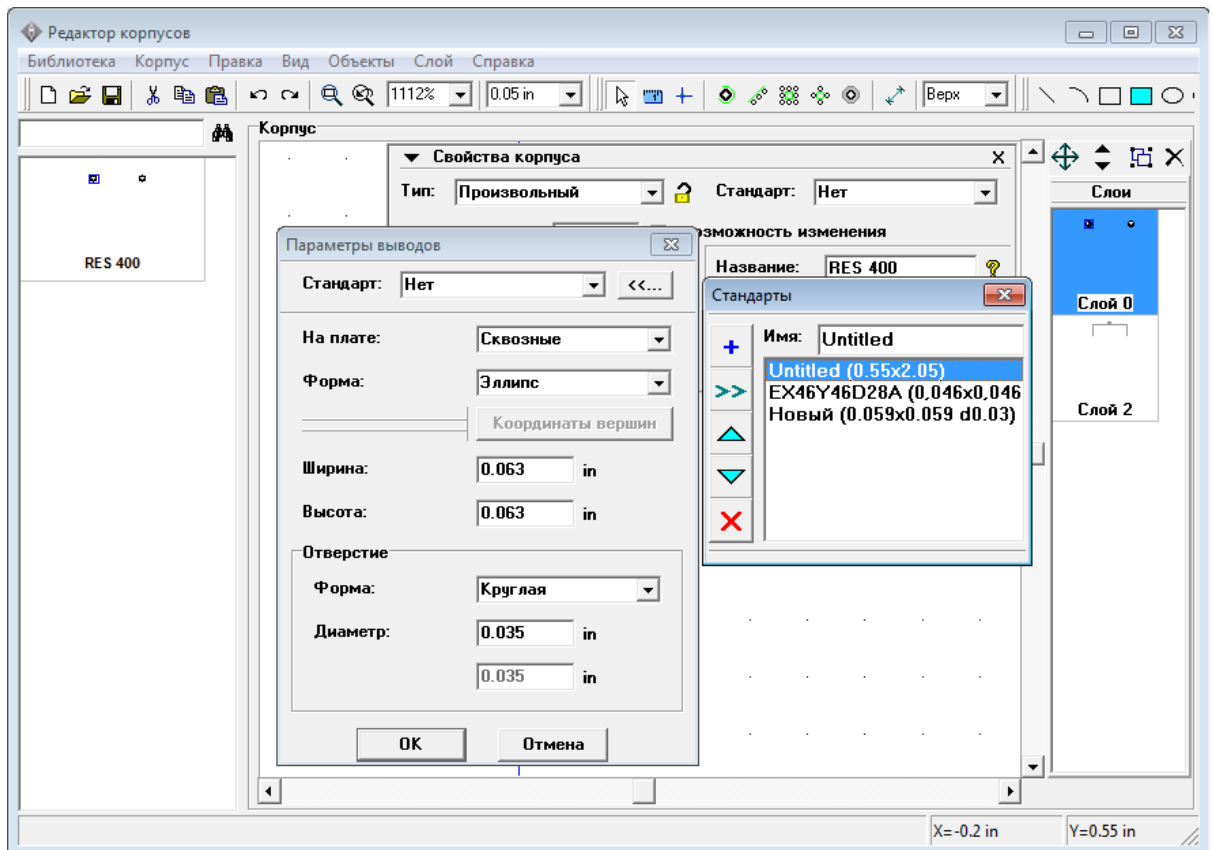 Редактор корпусов
Библиотека Корпус Правка Вид Объекты Слой Справка
1112% 0.05 in Верх
Корпус
Свойства корпуса
Тип: Произвольный Стандарт: Нет
изменения
Название: RES 400
RES 400
Слои
Слой 0
Слой 2
Параметры выводов
Стандарт: Нет <<...
На плате: Сквозные
Форма: Эллипс
Координаты вершин
Ширина: 0.063 in
Высота: 0.063 in
Отверстие
Форма: Круглая
Диаметр: 0.035 in
0.035 in
OK Отмена
Стандарты
Имя: Untitled
Untitled (0.55x2.05)
EX46Y46D28A (0,046x0,046
Новый (0.059x0.059 d0.03)
X=-0.2 in Y=0.55 in